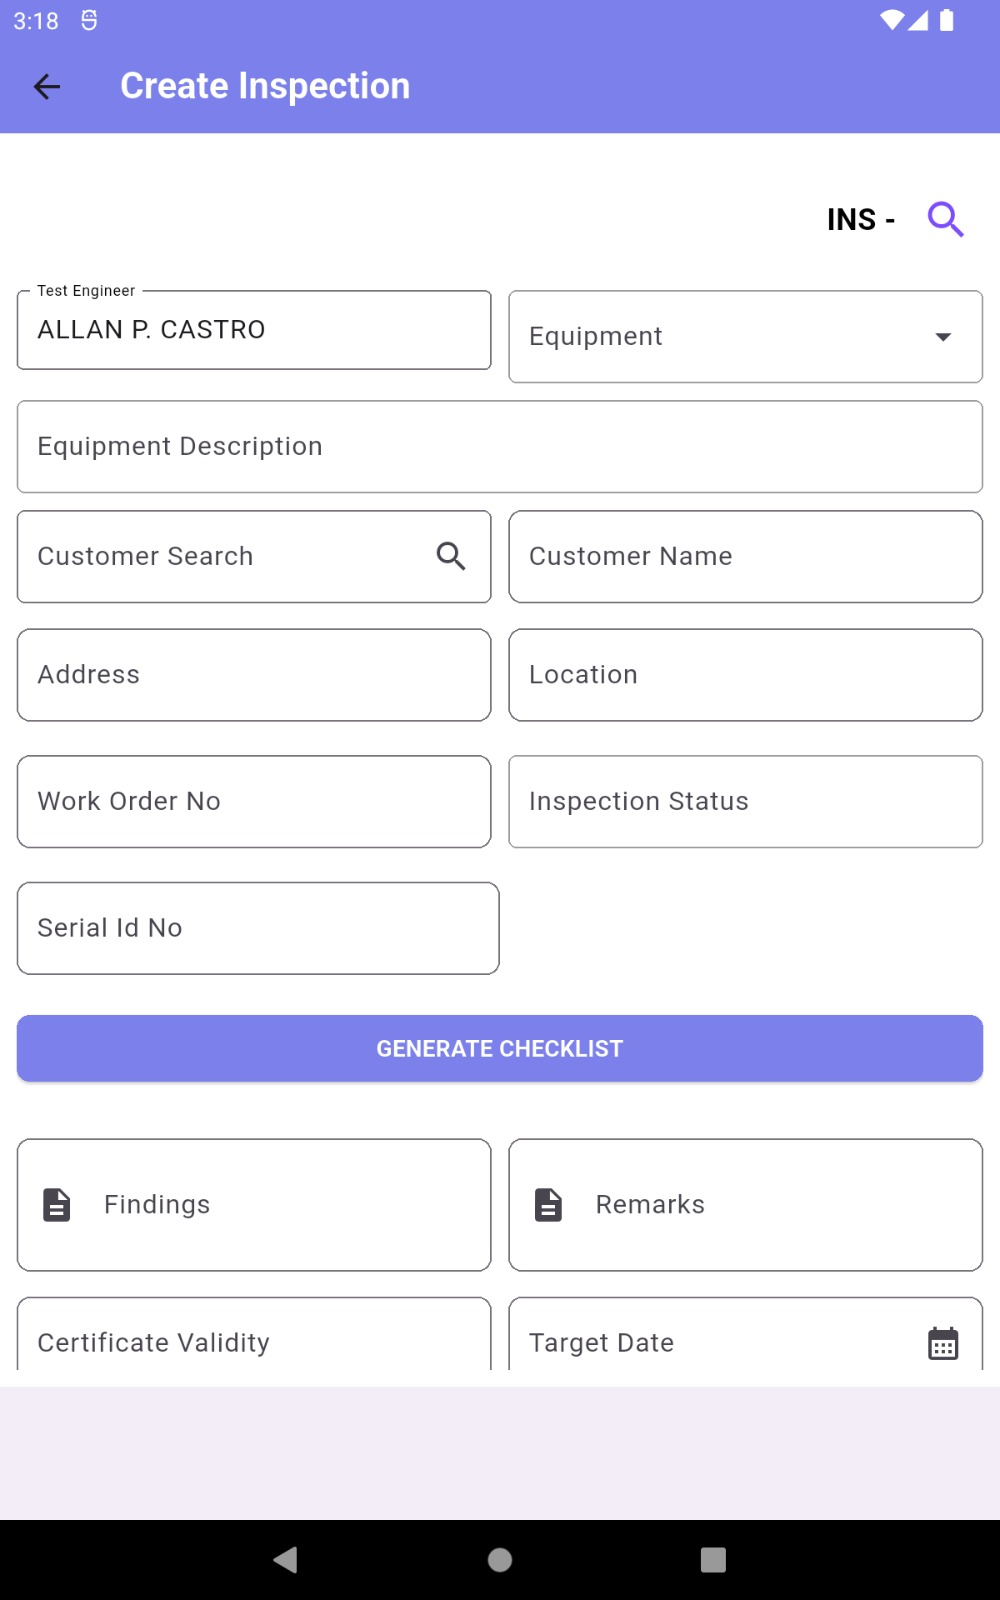 3:18
Create Inspection
INS -
Test Engineer
ALLAN P. CASTRO
Equipment
Equipment Description
Customer Search
Customer Name
Address
Location
Work Order No
Inspection Status
Serial Id No
GENERATE CHECKLIST
Findings
Remarks
Certificate Validity
Target Date